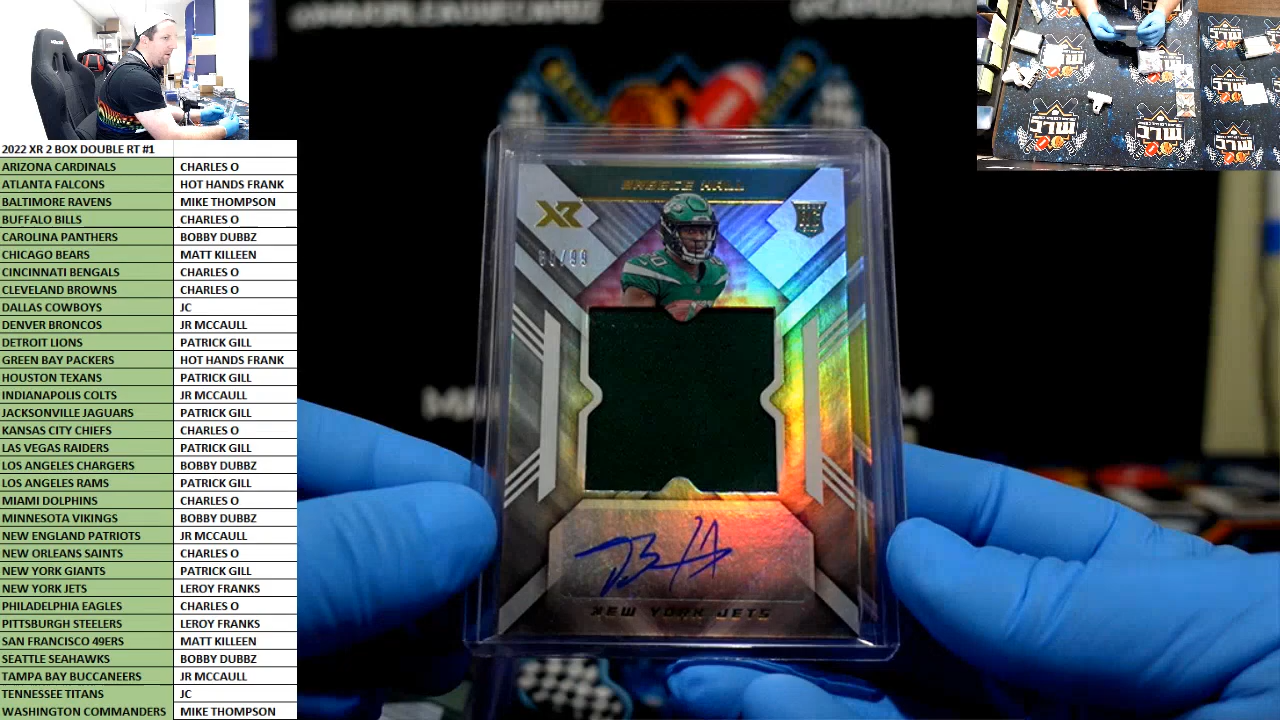 2022 XR 2 BOX DOUBLE RT #1
ARIZONA CARDINALS CHARLES O
ATLANTA FALCONS HOT HANDS FRANK
BALTIMORE RAVENS MIKE THOMPSON
BUFFALO BILLS CHARLES O
CAROLINA PANTHERS BOBBY DUBBZ
CHICAGO BEARS MATT KILLEEN
CINCINNATI BENGALS CHARLES O
CLEVELAND BROWNS CHARLES O
DALLAS COWBOYS JC
DENVER BRONCOS JR MCCAULL
DETROIT LIONS PATRICK GILL
GREEN BAY PACKERS HOT HANDS FRANK
HOUSTON TEXANS PATRICK GILL
INDIANAPOLIS COLTS JR MCCAULL
JACKSONVILLE JAGUARS PATRICK GILL
KANSAS CITY CHIEFS CHARLES O
LAS VEGAS RAIDERS PATRICK GILL
LOS ANGELES CHARGERS BOBBY DUBBZ
LOS ANGELES RAMS PATRICK GILL
MIAMI DOLPHINS CHARLES O
MINNESOTA VIKINGS BOBBY DUBBZ
NEW ENGLAND PATRIOTS JR MCCAULL
NEW ORLEANS SAINTS CHARLES O
NEW YORK GIANTS PATRICK GILL
NEW YORK JETS LEROY FRANKS
PHILADELPHIA EAGLES CHARLES O
PITTSBURGH STEELERS LEROY FRANKS
SAN FRANCISCO 49ERS MATT KILLEEN
SEATTLE SEAHAWKS BOBBY DUBBZ
TAMPA BAY BUCCANEERS JR MCCAULL
TENNESSEE TITANS JC
WASHINGTON COMMANDERS MIKE THOMPSON
BREECE HALL
XR
RC
NEW YORK JETS